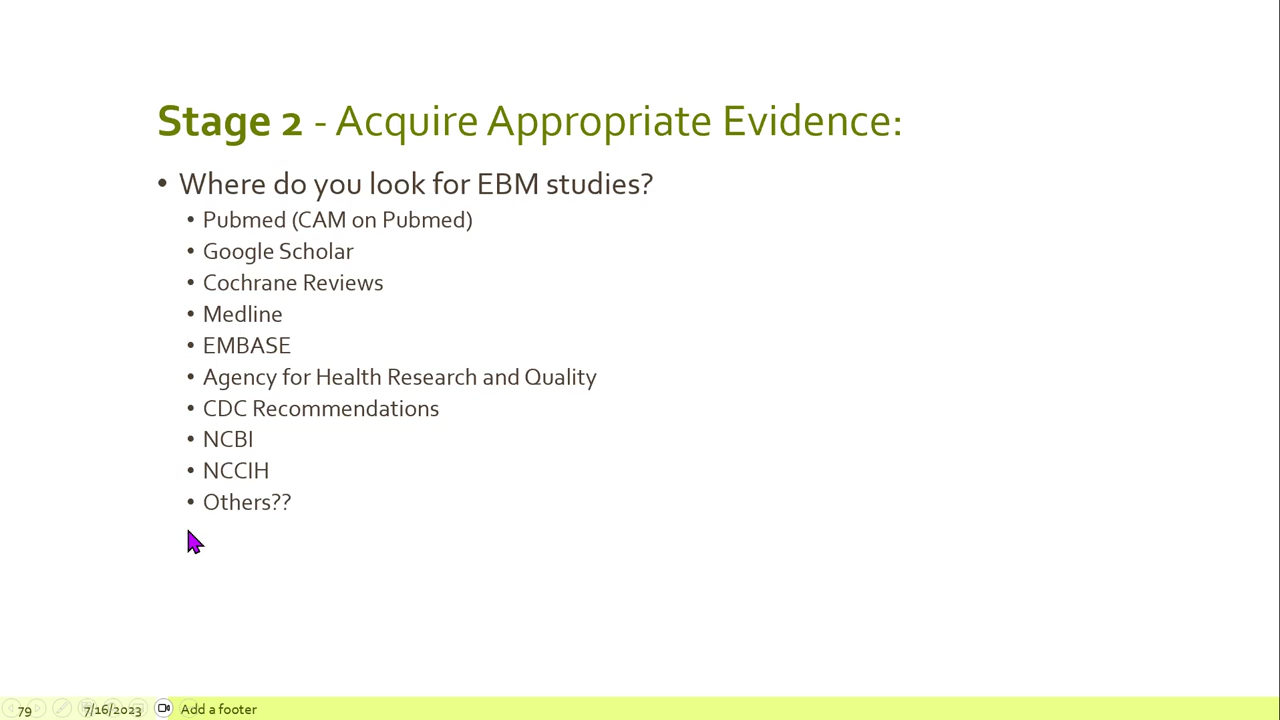 Stage 2 - Acquire Appropriate Evidence:
• Where do you look for EBM studies?
• Pubmed (CAM on Pubmed)
• Google Scholar
• Cochrane Reviews
• Medline
• EMBASE
• Agency for Health Research and Quality
• CDC Recommendations
• NCBI
• NCCIH
• Others??
79 7/16/2023 Add a footer